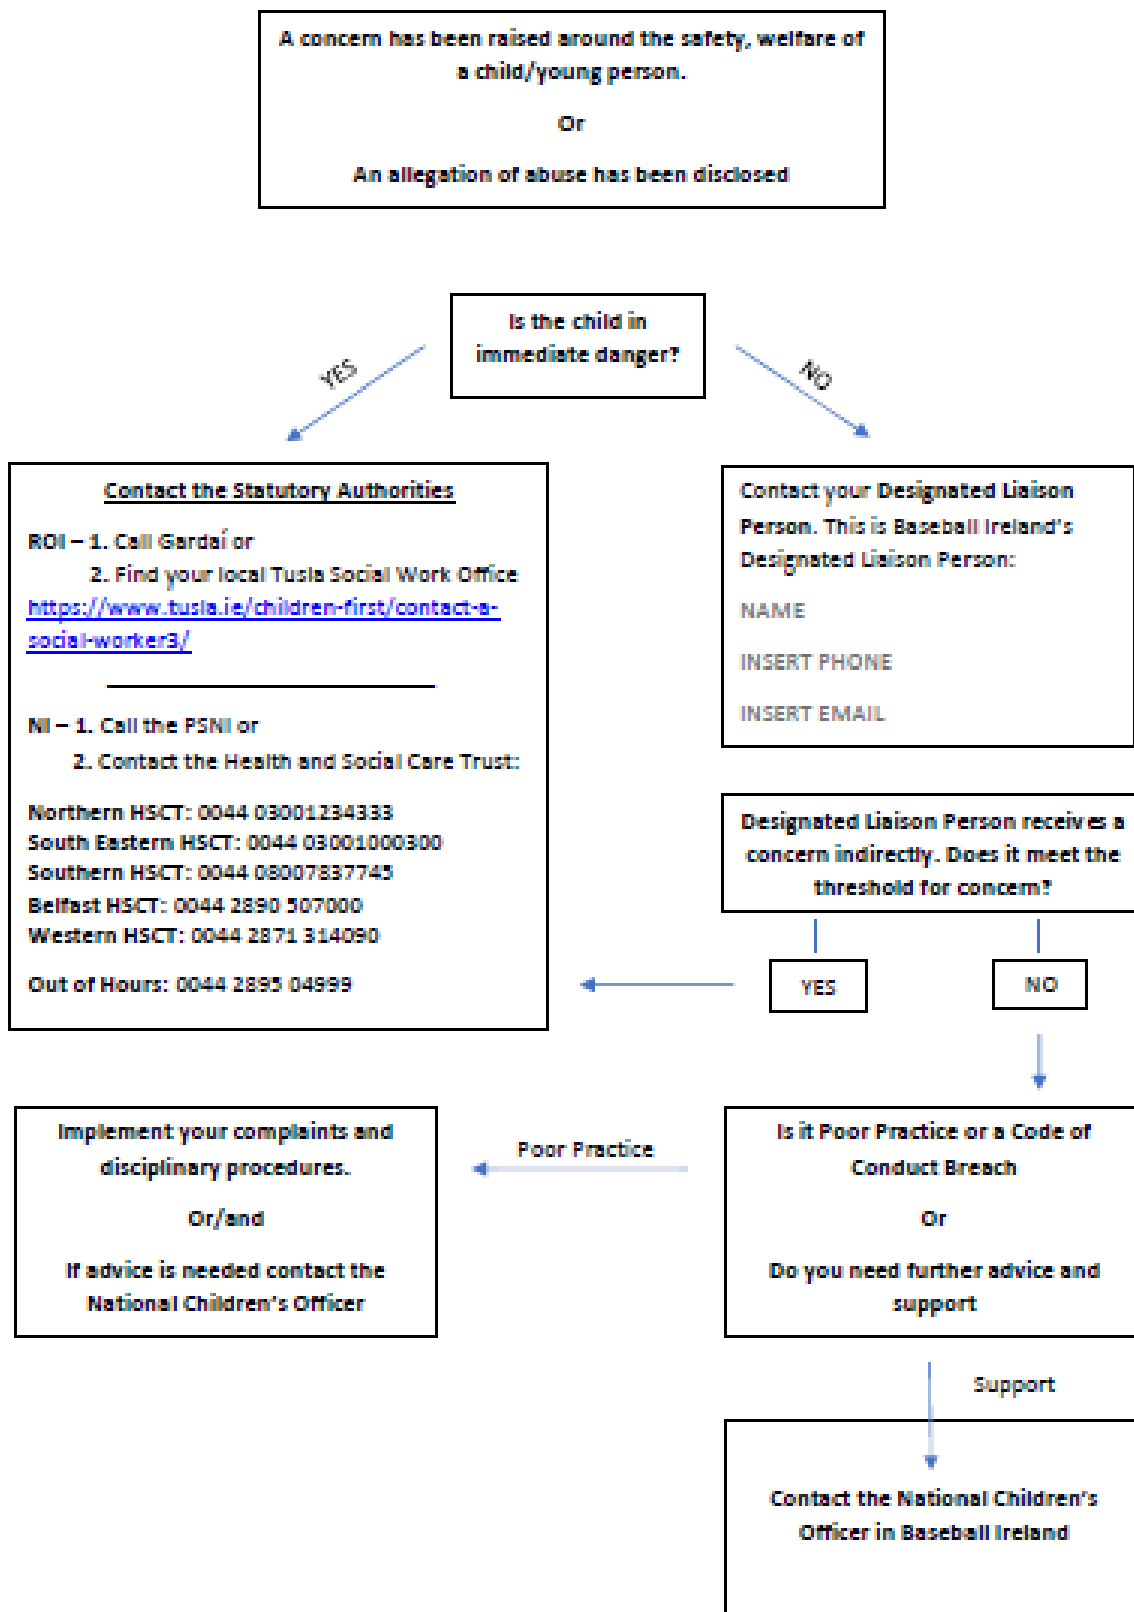 A concern has been raised around the safety, welfare of
a child/young person.
Or
An allegation of abuse has been disclosed
Is the child in
immediate danger?
YES
NO
Contact the Statutory Authorities
ROI – 1. Call Gardaí or
2. Find your local Tusla Social Work Office
https://www.tusla.ie/children-first/contact-a-
social-worker3/
NI – 1. Call the PSNI or
2. Contact the Health and Social Care Trust:
Northern HSCT: 0044 03001234333
South Eastern HSCT: 0044 03001000300
Southern HSCT: 0044 08007837745
Belfast HSCT: 0044 2890 507000
Western HSCT: 0044 2871 314090
Out of Hours: 0044 2895 04999
Contact your Designated Liaison
Person. This is Baseball Ireland's
Designated Liaison Person:
NAME
INSERT PHONE
INSERT EMAIL
Designated Liaison Person receives a
concern indirectly. Does it meet the
threshold for concern?
YES
NO
Implement your complaints and
disciplinary procedures.
Or/and
If advice is needed contact the
National Children's Officer
Poor Practice
Is it Poor Practice or a Code of
Conduct Breach
Or
Do you need further advice and
support
Support
Contact the National Children's
Officer in Baseball Ireland